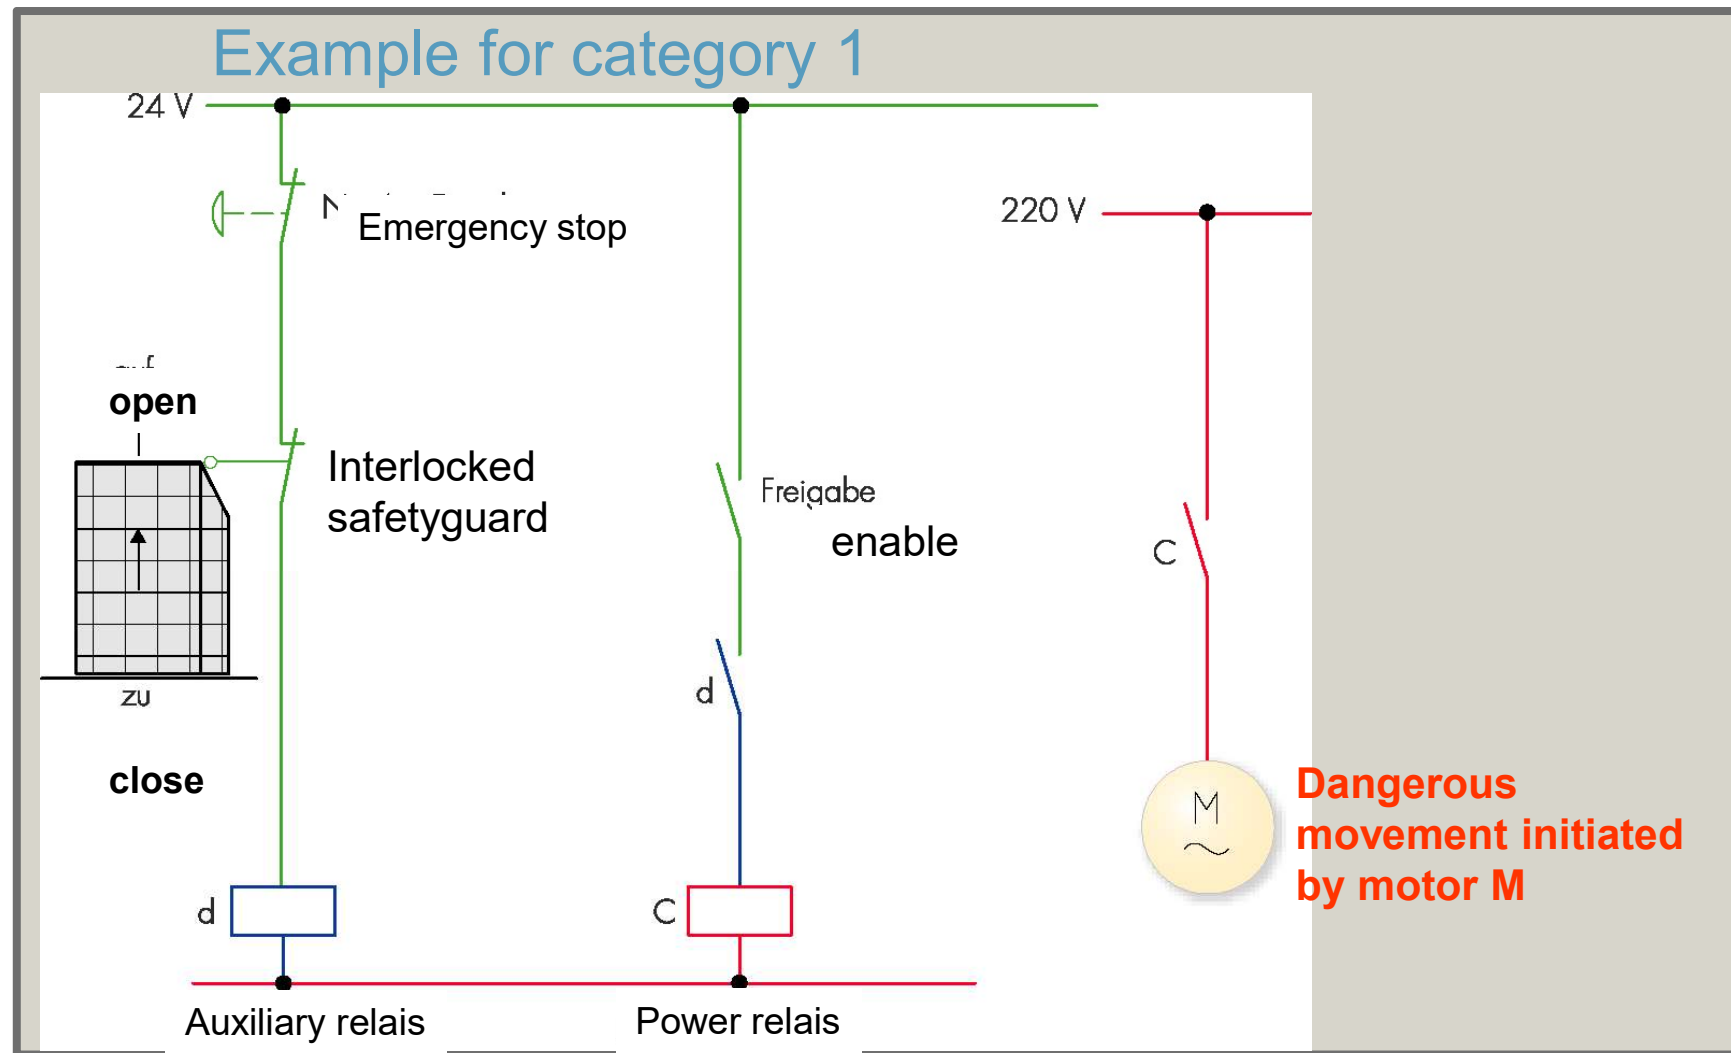 Example for category 1
24 V
Emergency stop
220 V
open
Interlocked
safetyguard
Freigabe
enable
C
d
zu
close
M
Dangerous
movement initiated
by motor M
d
C
Auxiliary relais
Power relais